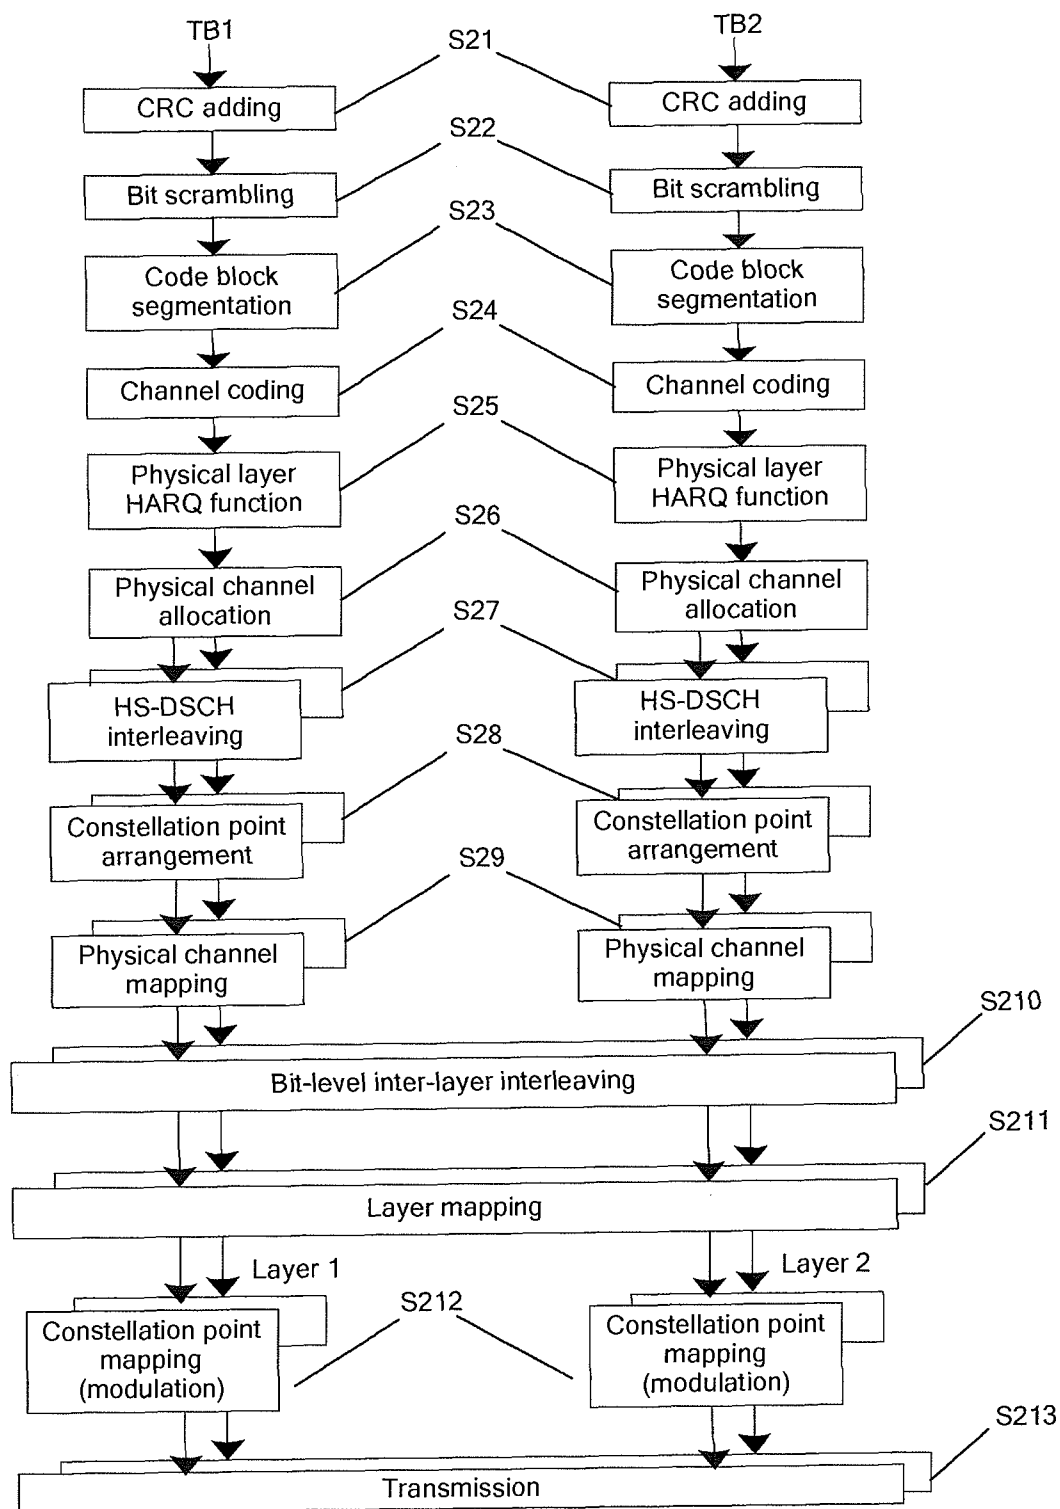 TB1
TB2
S21
CRC adding
CRC adding
S22
Bit scrambling
Bit scrambling
S23
Code block
segmentation
Code block
segmentation
S24
Channel coding
Channel coding
S25
Physical layer
HARQ function
Physical layer
HARQ function
S26
Physical channel
allocation
Physical channel
allocation
S27
HS-DSCH
interleaving
HS-DSCH
interleaving
S28
Constellation point
arrangement
Constellation point
arrangement
S29
Physical channel
mapping
Physical channel
mapping
S210
Bit-level inter-layer interleaving
S211
Layer mapping
Layer 1
Layer 2
S212
Constellation point
mapping
(modulation)
Constellation point
mapping
(modulation)
S213
Transmission